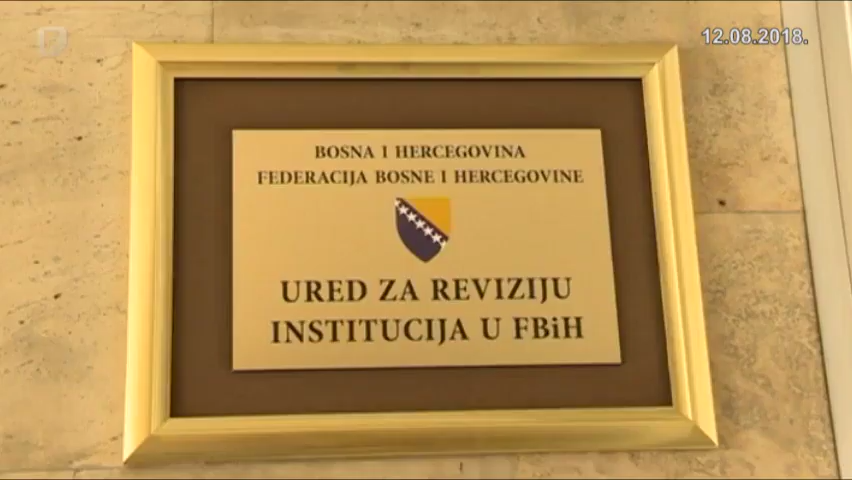 12.08.2018.
BOSNA I HERCEGOVINA
FEDERACIJA BOSNE I HERCEGOVINE
URED ZA REVIZIJU
INSTITUCIJA U FBiH